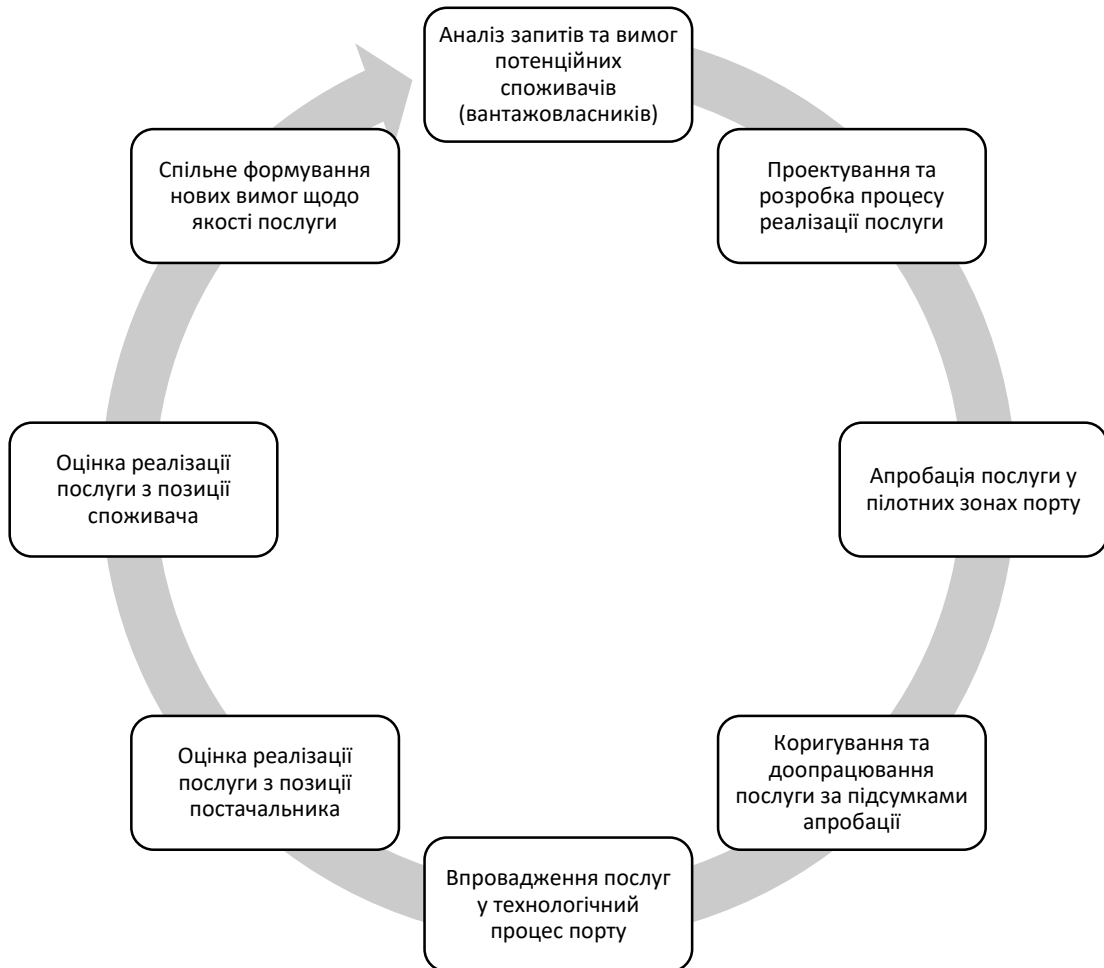 Аналіз запитів та вимог
потенційних
споживачів
(вантажовласників)
Проектування та
розробка процесу
реалізації послуги
Апробація послуги у
пілотних зонах порту
Коригування та
доопрацювання
послуги за підсумками
апробації
Впровадження послуг
у технологічний
процес порту
Оцінка реалізації
послуги з позиції
постачальника
Оцінка реалізації
послуги з позиції
споживача
Спільне формування
нових вимог щодо
якості послуги